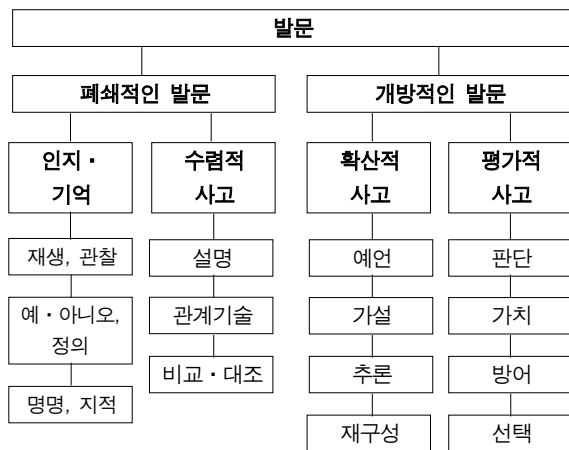 발문
폐쇄적인 발문
개방적인 발문
인지・
기억
수렴적
사고
확산적
사고
평가적
사고
재생, 관찰
설명
예언
판단
예・아니오,
정의
관계기술
가설
가치
비교・대조
추론
방어
명명, 지적
재구성
선택